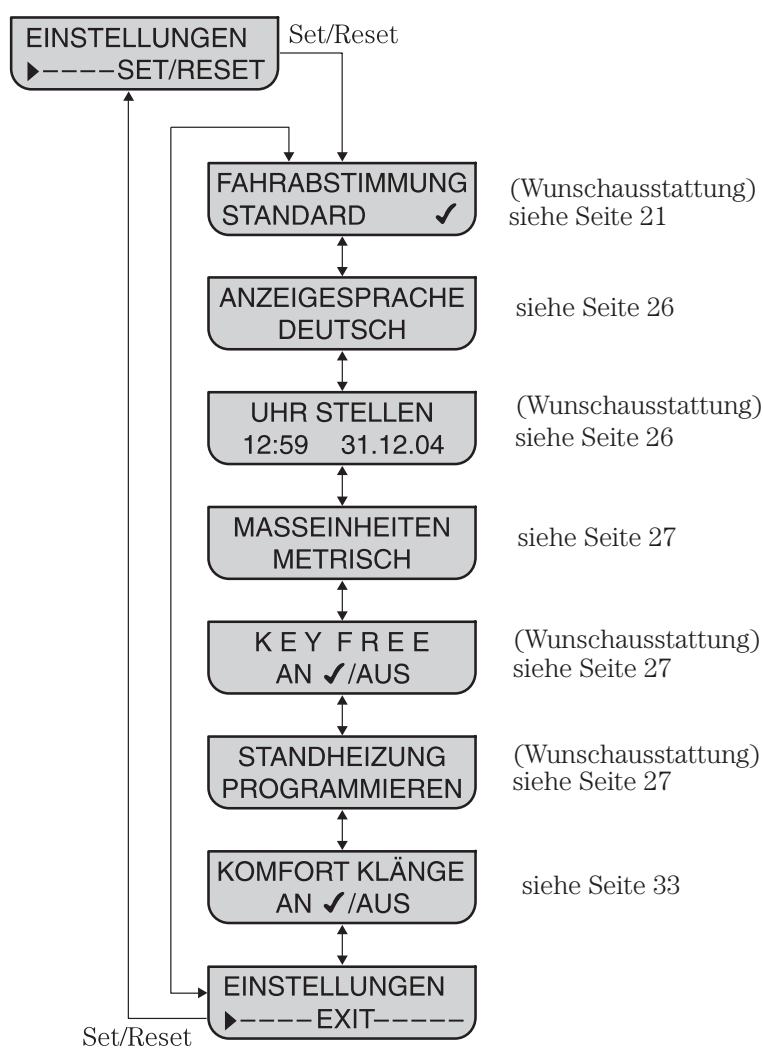 EINSTELLUNGEN
▶----SET/RESET
Set/Reset
FAHRABSTIMMUNG
STANDARD ✓
(Wunschausstattung)
siehe Seite 21
ANZEIGESPRACHE
DEUTSCH
siehe Seite 26
UHR STELLEN
12:59 31.12.04
(Wunschausstattung)
siehe Seite 26
MASSEINHEITEN
METRISCH
siehe Seite 27
K E Y F R E E
AN ✓/AUS
(Wunschausstattung)
siehe Seite 27
STANDHEIZUNG
PROGRAMMIEREN
(Wunschausstattung)
siehe Seite 27
KOMFORT KLÄNGE
AN ✓/AUS
siehe Seite 33
EINSTELLUNGEN
▶----EXIT-----
Set/Reset